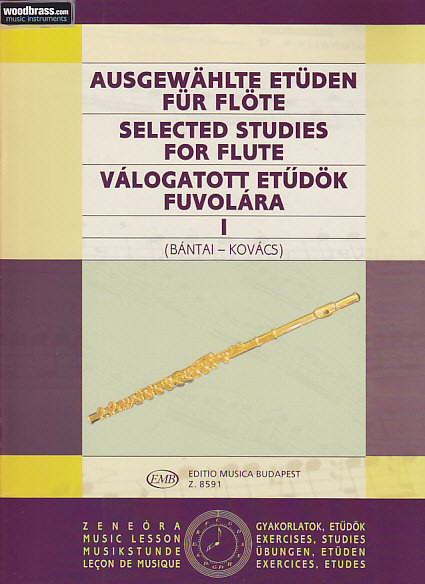 woodbrass.com
music instruments
AUSGEWÄHLTE ETÜDEN
FÜR FLÖTE
SELECTED STUDIES
FOR FLUTE
VÁLOGATOTT ETŰDÖK
FUVOLÁRA
I
(BÁNTAI – KOVÁCS)
EMB
EDITIO MUSICA BUDAPEST
Z. 8591
ZENEÓRA
MUSIC LESSON
MUSIKSTUNDE
LEÇON DE MUSIQUE
GYAKORLATOK, ETŰDÖK
EXERCISES, STUDIES
ÜBUNGEN, ETÜDEN
EXERCICES, ETUDES